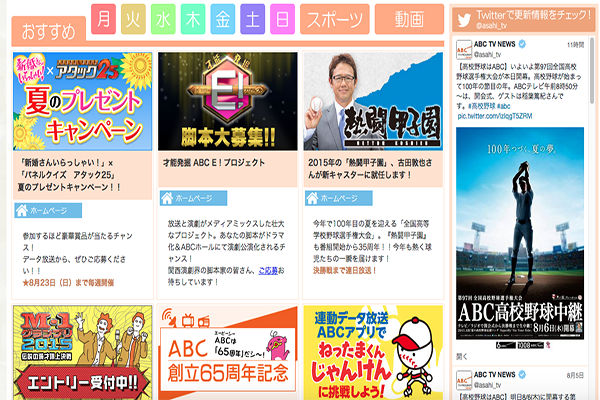 おすすめ
月
火
水
木
金
土
日
スポーツ
動画
新婚さんいらっしゃい! × アタック25
夏のプレゼント
キャンペーン
「新婚さんいらっしゃい!」×
「パネルクイズ アタック25」
夏のプレゼントキャンペーン!!
ホームページ
参加するほど豪華賞品が当たるチャン
ス!
データ放送から、ぜひご応募くださ
い!!
★8月23日(日)まで毎週開催
E!
脚本大募集!!
才能発掘 ABC E!プロジェクト
ホームページ
放送と演劇がメディアミックスした壮大
なプロジェクト。あなたの脚本がドラマ
化&ABCホールにて演劇公演化されるチ
ャンス!
関西演劇界の脚本家の皆さん、ご応募お
待ちしています!
熱闘甲子園
NETTOH KOSHIEN
2015年の「熱闘甲子園」、古田敦也さ
んが新キャスターに就任します!
ホームページ
今年で100年目の夏を迎える「全国高等
学校野球選手権大会」。『熱闘甲子園』
も番組開始から35周年!!今年も熱く球
児たちの一瞬を届けます!
決勝戦まで連日放送!
M-1
グランプリ
2015
伝説の漫才頂上決戦
エントリー受付中!!
エービーシー
ABCは
「65周年」だシ~!
ABC
創立65周年記念
連動データ放送
ABCアプリで
ねったまくん
じゃんけん
に挑戦しよう!
Twitterで更新情報をチェック!
@asahi_tv
ABC TV NEWS
11時間
@asahi_tv
【高校野球はABC】いよいよ第97回全国高校野
球選手権大会が本日開幕。高校野球が始まっ
て100年の節目の年。ABCテレビ午前8時50分
~は、開会式、ゲストは稲葉篤紀さんで
す。#高校野球 #abc
pic.twitter.com/lzlqgT5ZRM
100年つづく、夏の夢。
第97回 全国高校野球選手権大会
ABC高校野球中継
8月6日(木)開幕
6
1008
ABC
開く
ABC TV NEWS
8月5日
@asahi_tv
【高校野球はABC】明日8/6(木)に開幕する第